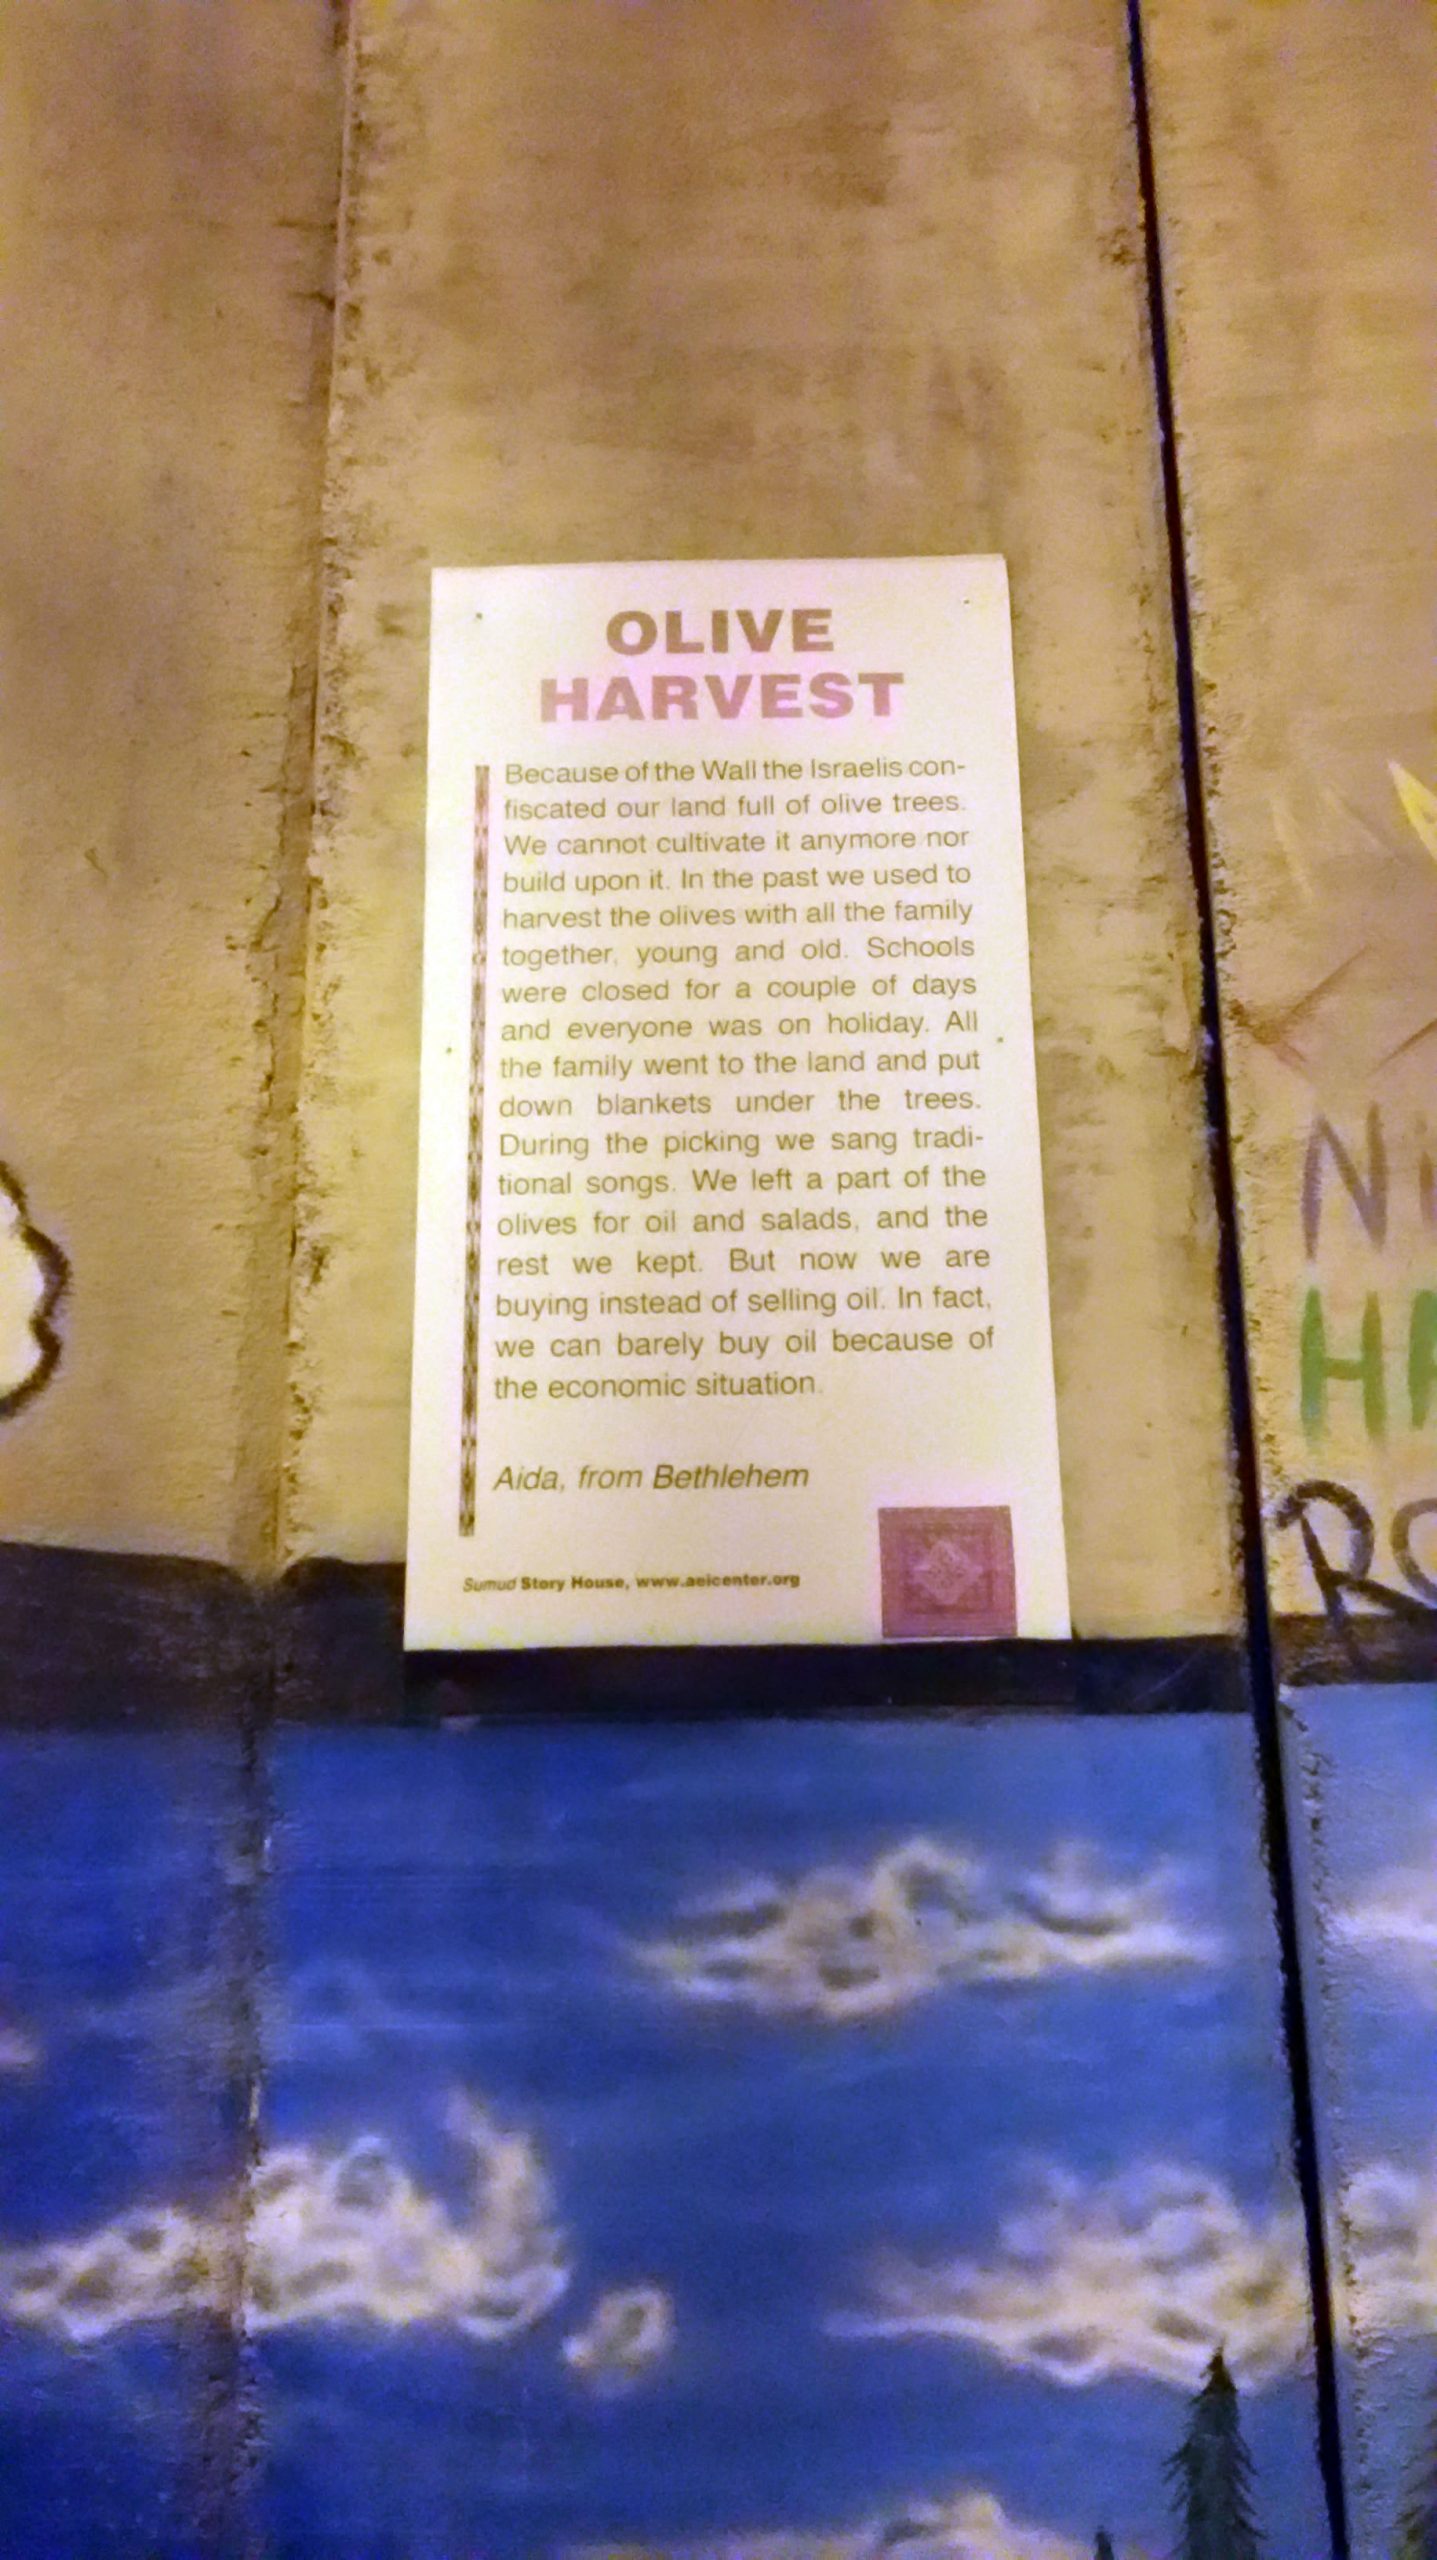 OLIVE
HARVEST
Because of the Wall the Israelis con-
fiscated our land full of olive trees.
We cannot cultivate it anymore nor
build upon it. In the past we used to
harvest the olives with all the family
together, young and old. Schools
were closed for a couple of days
and everyone was on holiday. All
the family went to the land and put
down blankets under the trees.
During the picking we sang tradi-
tional songs. We left a part of the
olives for oil and salads, and the
rest we kept. But now we are
buying instead of selling oil. In fact,
we can barely buy oil because of
the economic situation.
Aida, from Bethlehem
Sumud Story House, www.aeicenter.org